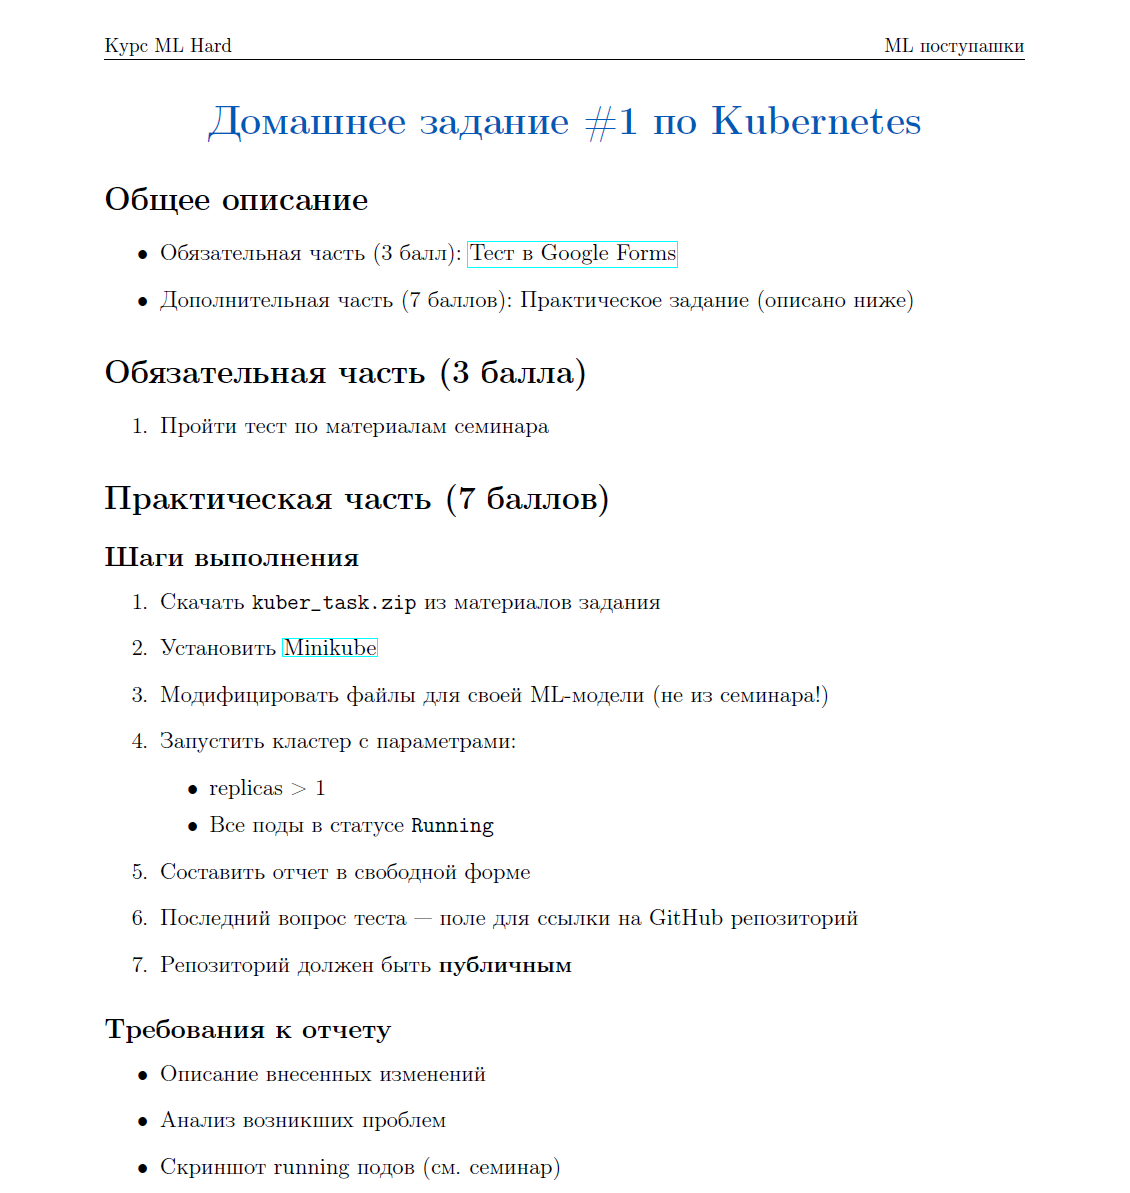 Курс ML Hard
ML поступашки
Домашнее задание #1 по Kubernetes
Общее описание
• Обязательная часть (3 балл): Тест в Google Forms
• Дополнительная часть (7 баллов): Практическое задание (описано ниже)
Обязательная часть (3 балла)
1. Пройти тест по материалам семинара
Практическая часть (7 баллов)
Шаги выполнения
1. Скачать kuber_task.zip из материалов задания
2. Установить Minikube
3. Модифицировать файлы для своей ML-модели (не из семинара!)
4. Запустить кластер с параметрами:
• replicas > 1
• Все поды в статусе Running
5. Составить отчет в свободной форме
6. Последний вопрос теста — поле для ссылки на GitHub репозиторий
7. Репозиторий должен быть публичным
Требования к отчету
• Описание внесенных изменений
• Анализ возникших проблем
• Скриншот running подов (см. семинар)